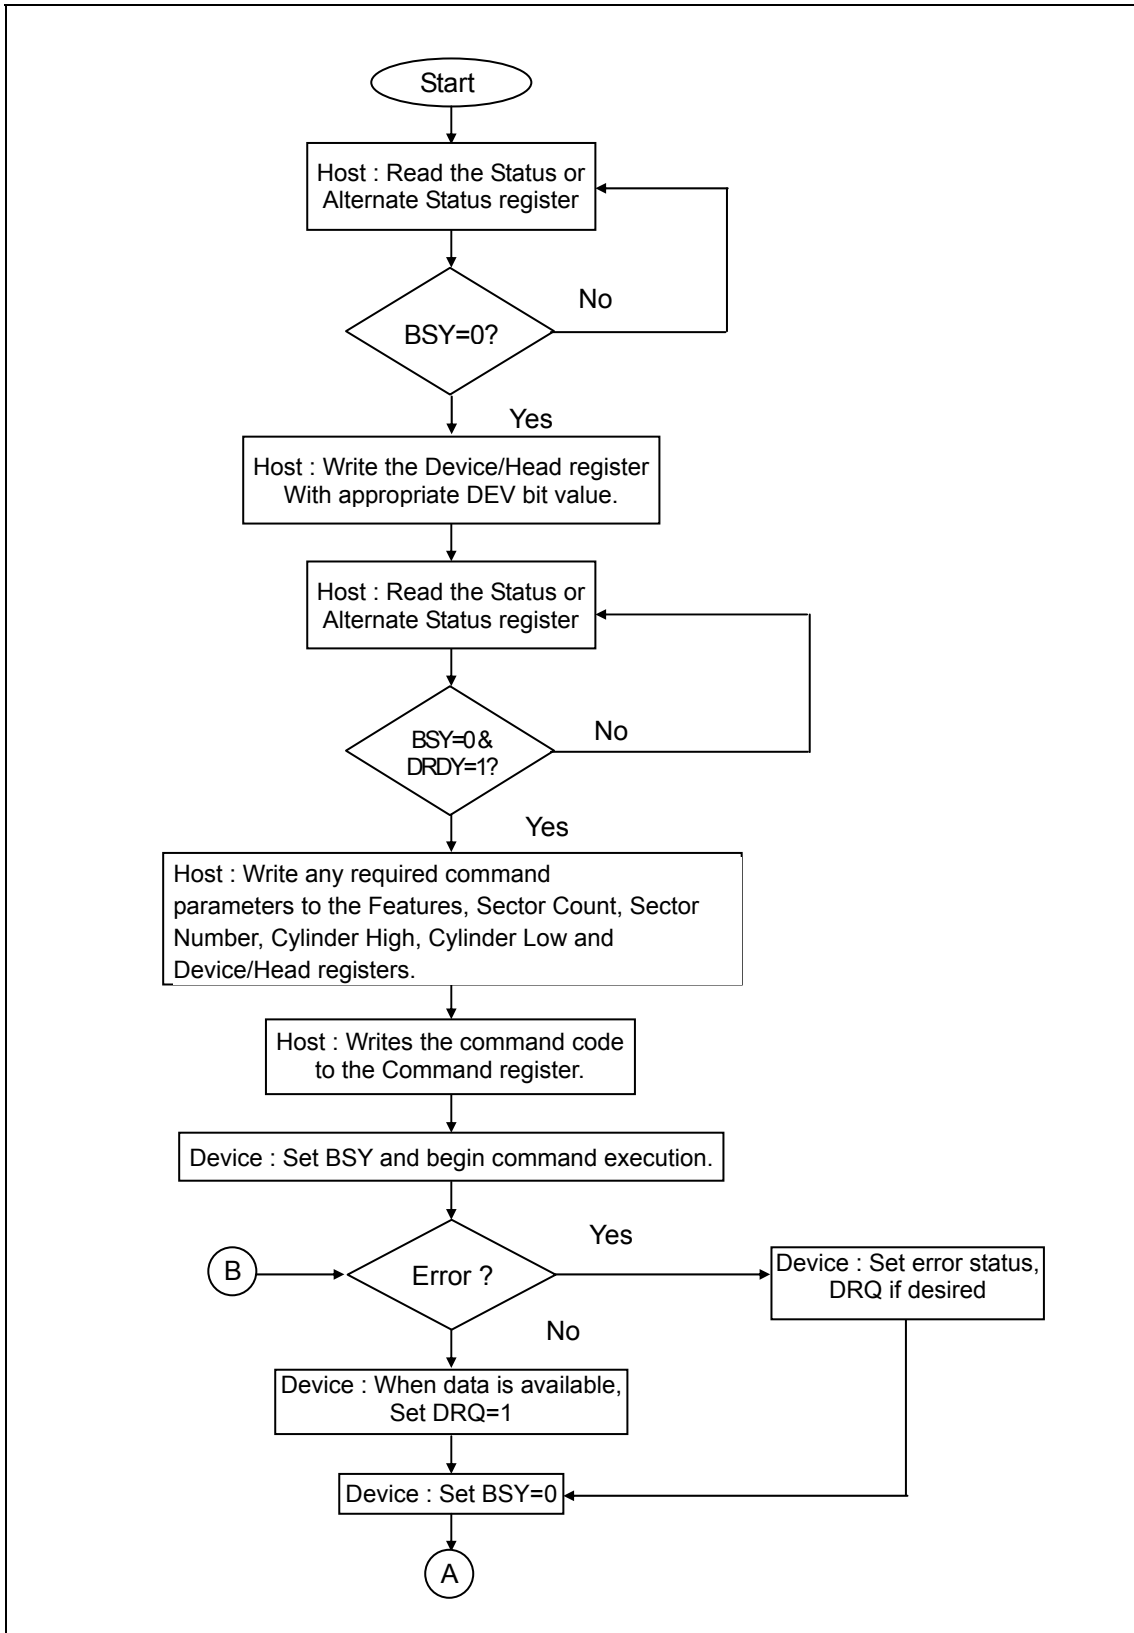 Start
Host : Read the Status or
Alternate Status register
No
BSY=0?
Yes
Host : Write the Device/Head register
With appropriate DEV bit value.
Host : Read the Status or
Alternate Status register
No
BSY=0 &
DRDY=1?
Yes
Host : Write any required command
parameters to the Features, Sector Count, Sector
Number, Cylinder High, Cylinder Low and
Device/Head registers.
Host : Writes the command code
to the Command register.
Device : Set BSY and begin command execution.
Yes
B
Error ?
Device : Set error status,
DRQ if desired
No
Device : When data is available,
Set DRQ=1
Device : Set BSY=0
A